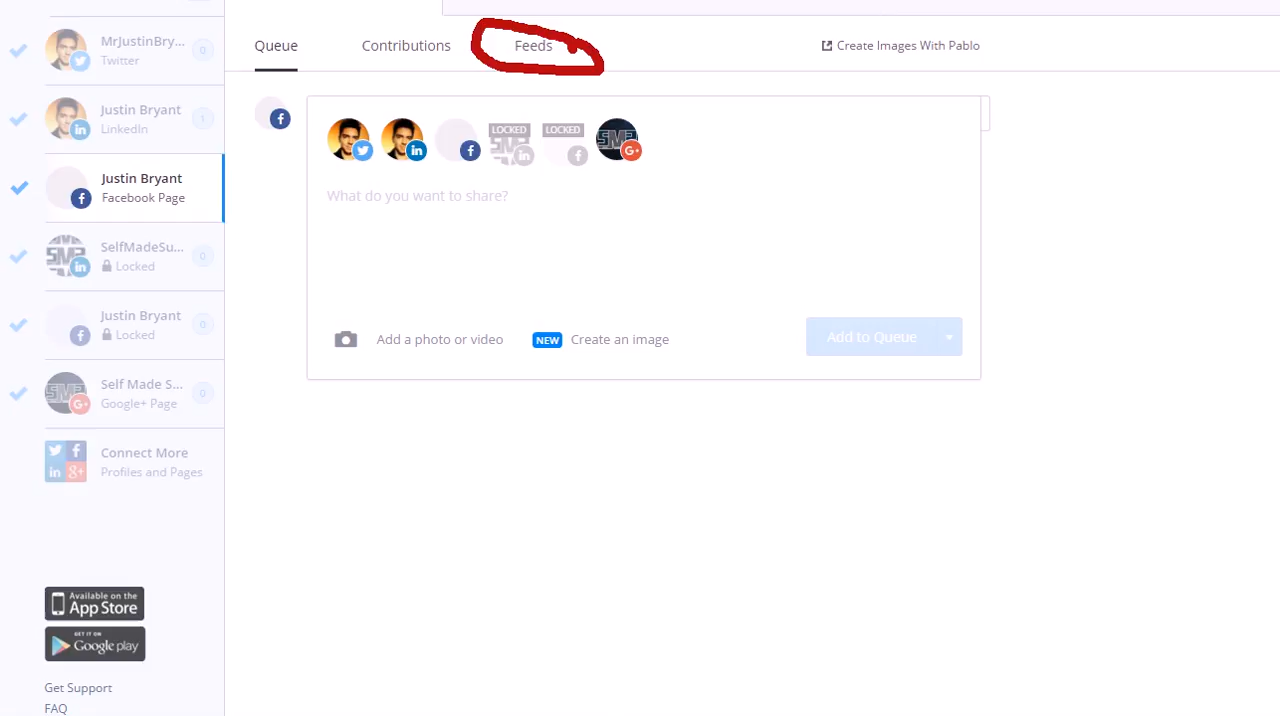 MrJustinBry...
0
Twitter
Justin Bryant
1
LinkedIn
Justin Bryant
Facebook Page
SelfMadeSu...
0
Locked
Justin Bryant
0
Locked
Self Made S...
0
Google+ Page
Connect More
Profiles and Pages
Available on the
App Store
GET IT ON
Google play
Get Support
FAQ
Queue Contributions Feeds Create Images With Pablo
LOCKED LOCKED
What do you want to share?
Add a photo or video NEW Create an image Add to Queue